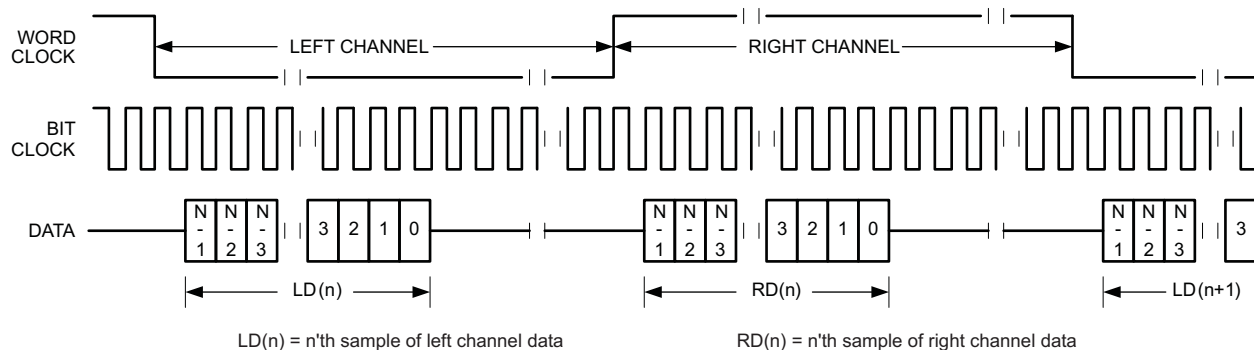 WORD
CLOCK
LEFT CHANNEL
RIGHT CHANNEL
BIT
CLOCK
DATA
N-1 N-2 N-3 3 2 1 0 N-1 N-2 N-3 3 2 1 0 N-1 N-2 N-3 3
LD(n) RD(n) LD(n+1)
LD(n) = n'th sample of left channel data
RD(n) = n'th sample of right channel data